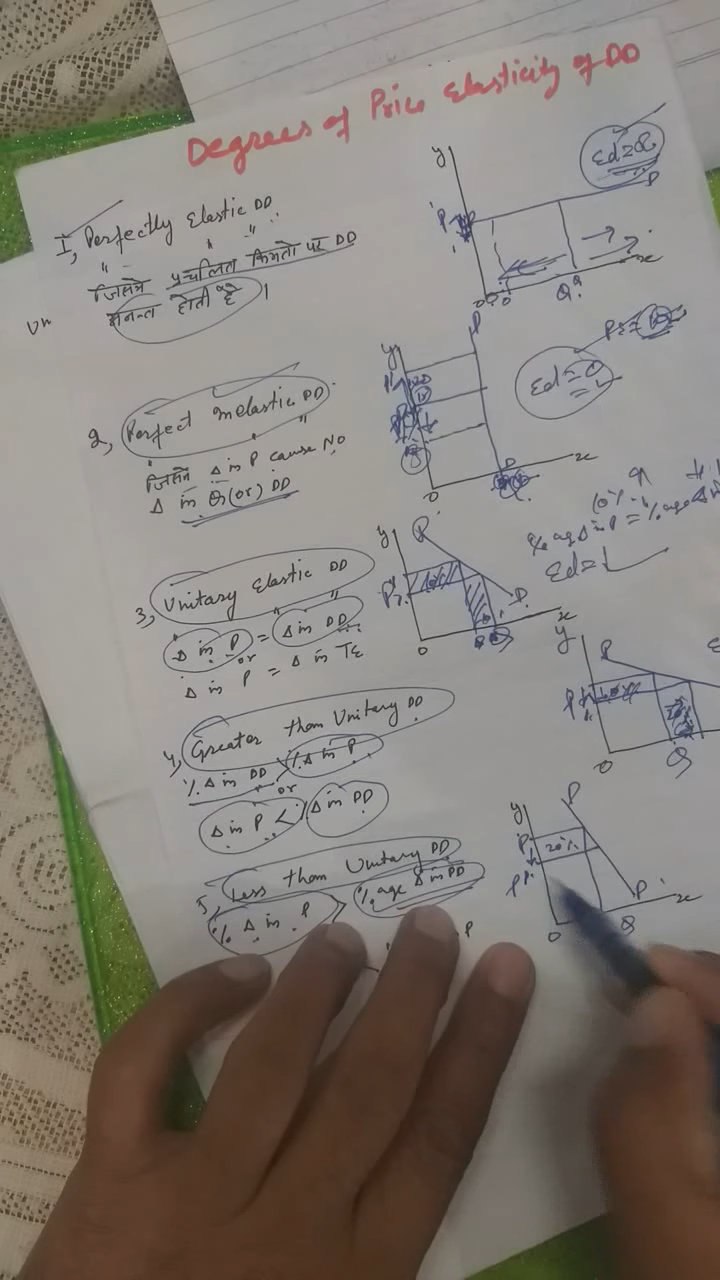 Degrees of Price Elasticity of DD
1, Perfectly Elastic DD
" " "
जिसमे प्रचलित किमतो पर DD
अनन्त होती है ।
y
P
P
Ed=∝
o
Q
x
2, Perfect inelastic DD
" "
जिसमे Δ in P cause No
Δ in Q (or) DD
y
P
Ed=0
o
x
3, Unitary Elastic DD
" "
Δ in P = Δ in DD
or
Δ in P = Δ in TE
y
P
P
P
10%
o
x
%age Δ in P = %age Δ in
Ed=1
4, Greater than Unitary DD
% Δ in DD > % Δ in P
or
Δ in P < Δ in DD
y
P
P
10%
o
Q
5, Less than Unitary DD
% Δ in P > %age Δ in DD
P
y
P
P
20%
P
P
o
Q
x